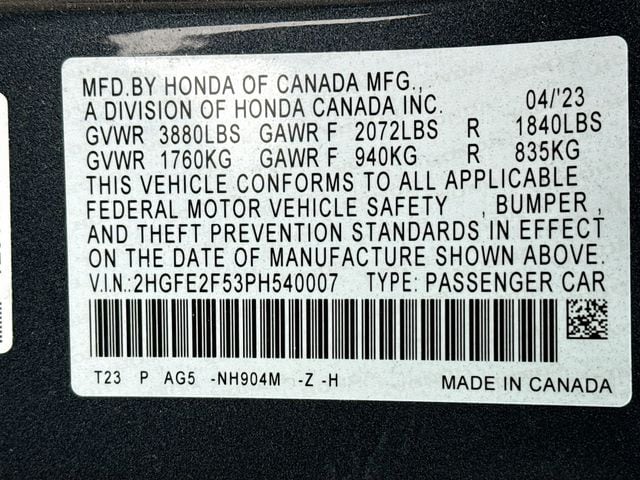 MFD.BY HONDA OF CANADA MFG.,
A DIVISION OF HONDA CANADA INC. 04/'23
GVWR 3880LBS GAWR F 2072LBS R 1840LBS
GVWR 1760KG GAWR F 940KG R 835KG
THIS VEHICLE CONFORMS TO ALL APPLICABLE
FEDERAL MOTOR VEHICLE SAFETY , BUMPER ,
AND THEFT PREVENTION STANDARDS IN EFFECT
ON THE DATE OF MANUFACTURE SHOWN ABOVE.
V.I.N.: 2HGFE2F53PH540007 TYPE: PASSENGER CAR
T23 P AG5 -NH904M -Z -H MADE IN CANADA